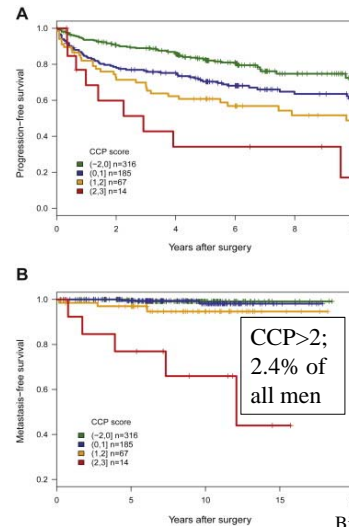 A
Progression-free survival
1.0
0.8
0.6
0.4
0.2
0.0
CCP score
(−2,0] n=316
(0,1] n=185
(1,2] n=67
(2,3] n=14
0 2 4 6 8
Years after surgery
B
Metastasis-free survival
1.0
0.8
0.6
0.4
0.2
CCP>2;
2.4% of
all men
CCP score
(−2,0] n=316
(0,1] n=185
(1,2] n=67
(2,3] n=14
0 5 10 15
Years after surgery